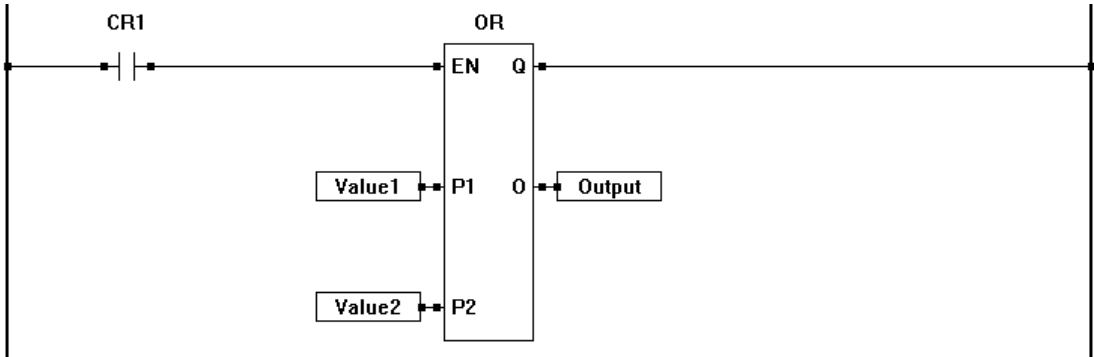 CR1 OR
EN Q
Value1 P1 O Output
Value2 P2